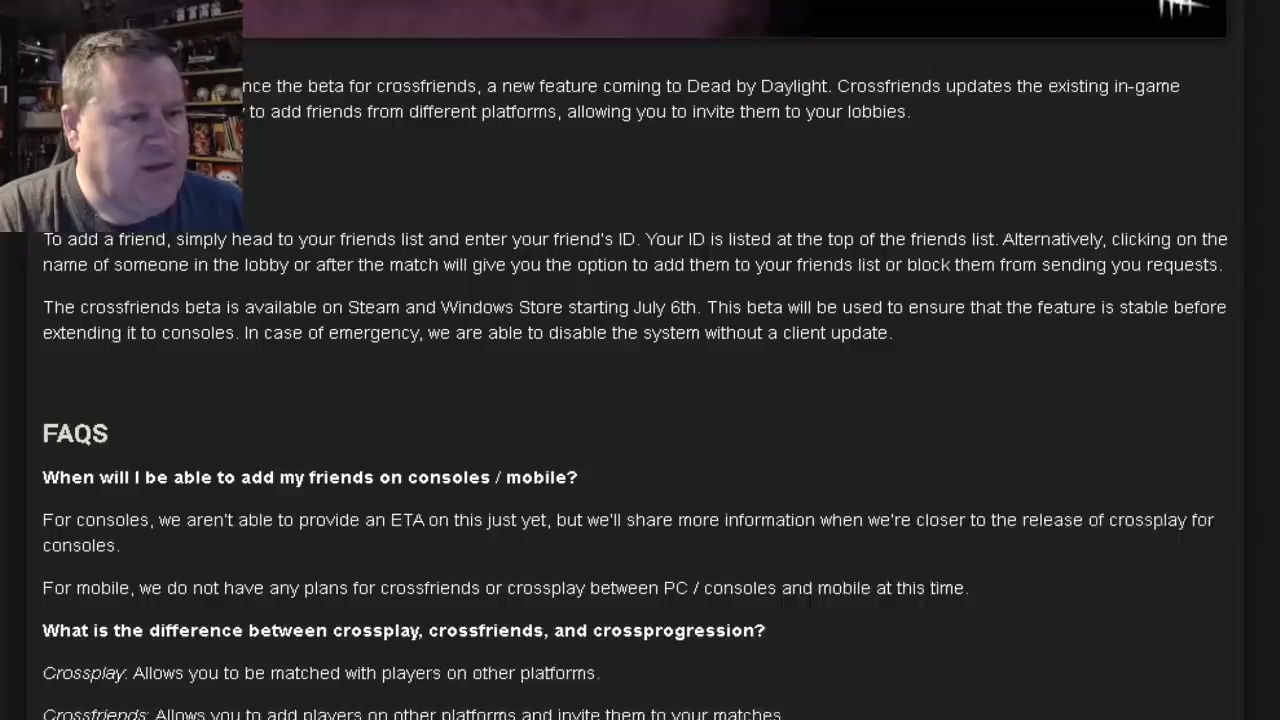 nce the beta for crossfriends, a new feature coming to Dead by Daylight. Crossfriends updates the existing in-game
to add friends from different platforms, allowing you to invite them to your lobbies.
To add a friend, simply head to your friends list and enter your friend's ID. Your ID is listed at the top of the friends list. Alternatively, clicking on the
name of someone in the lobby or after the match will give you the option to add them to your friends list or block them from sending you requests.
The crossfriends beta is available on Steam and Windows Store starting July 6th. This beta will be used to ensure that the feature is stable before
extending it to consoles. In case of emergency, we are able to disable the system without a client update.
FAQS
When will I be able to add my friends on consoles / mobile?
For consoles, we aren't able to provide an ETA on this just yet, but we'll share more information when we're closer to the release of crossplay for
consoles.
For mobile, we do not have any plans for crossfriends or crossplay between PC / consoles and mobile at this time.
What is the difference between crossplay, crossfriends, and crossprogression?
Crossplay: Allows you to be matched with players on other platforms.
Crossfriends: Allows you to add players on other platforms and invite them to your matches.